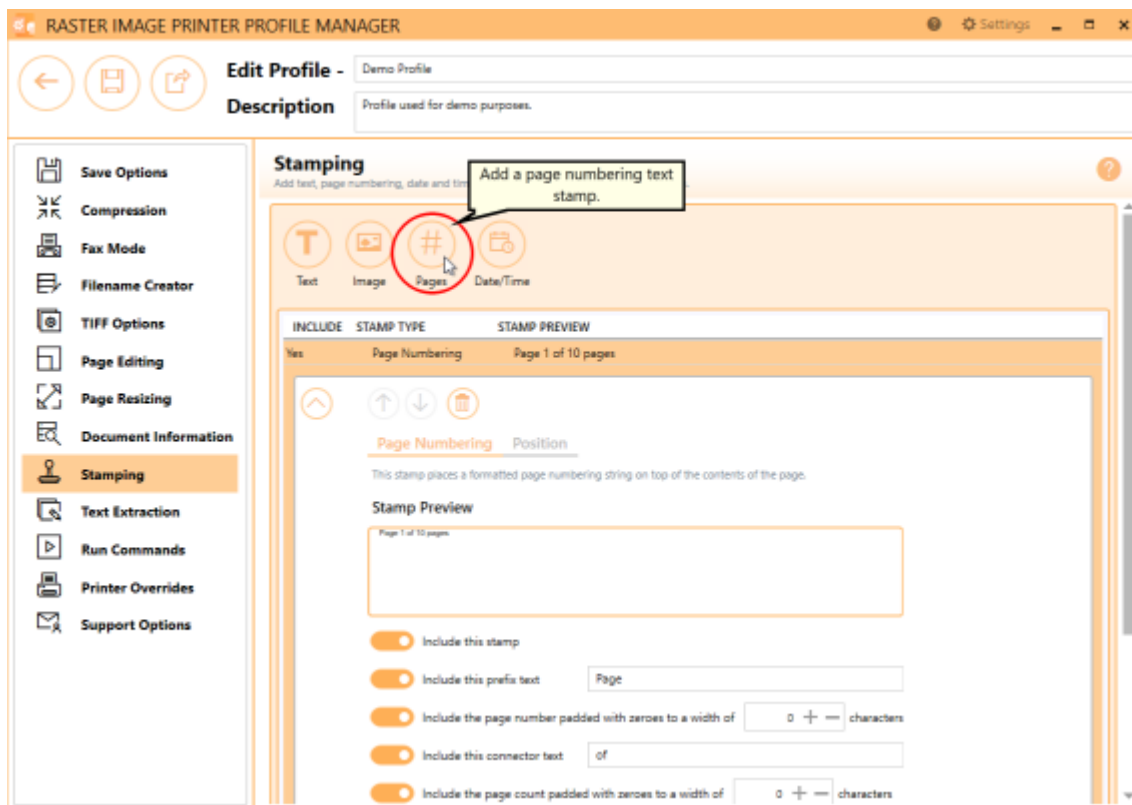 RASTER IMAGE PRINTER PROFILE MANAGER
Settings
Edit Profile - Demo Profile
Description Profile used for demo purposes.
Save Options
Compression
Fax Mode
Filename Creator
TIFF Options
Page Editing
Page Resizing
Document Information
Stamping
Text Extraction
Run Commands
Printer Overrides
Support Options
Stamping
Add text, page numbering, date and
Add a page numbering text
stamp.
Text Image Pages Date/Time
INCLUDE STAMP TYPE STAMP PREVIEW
Yes Page Numbering Page 1 of 10 pages
Page Numbering Position
This stamp places a formatted page numbering string on top of the contents of the page.
Stamp Preview
Page 1 of 10 pages
Include this stamp
Include this prefix text Page
Include the page number padded with zeroes to a width of 0 + − characters
Include this connector text of
Include the page count padded with zeroes to a width of 0 + − characters